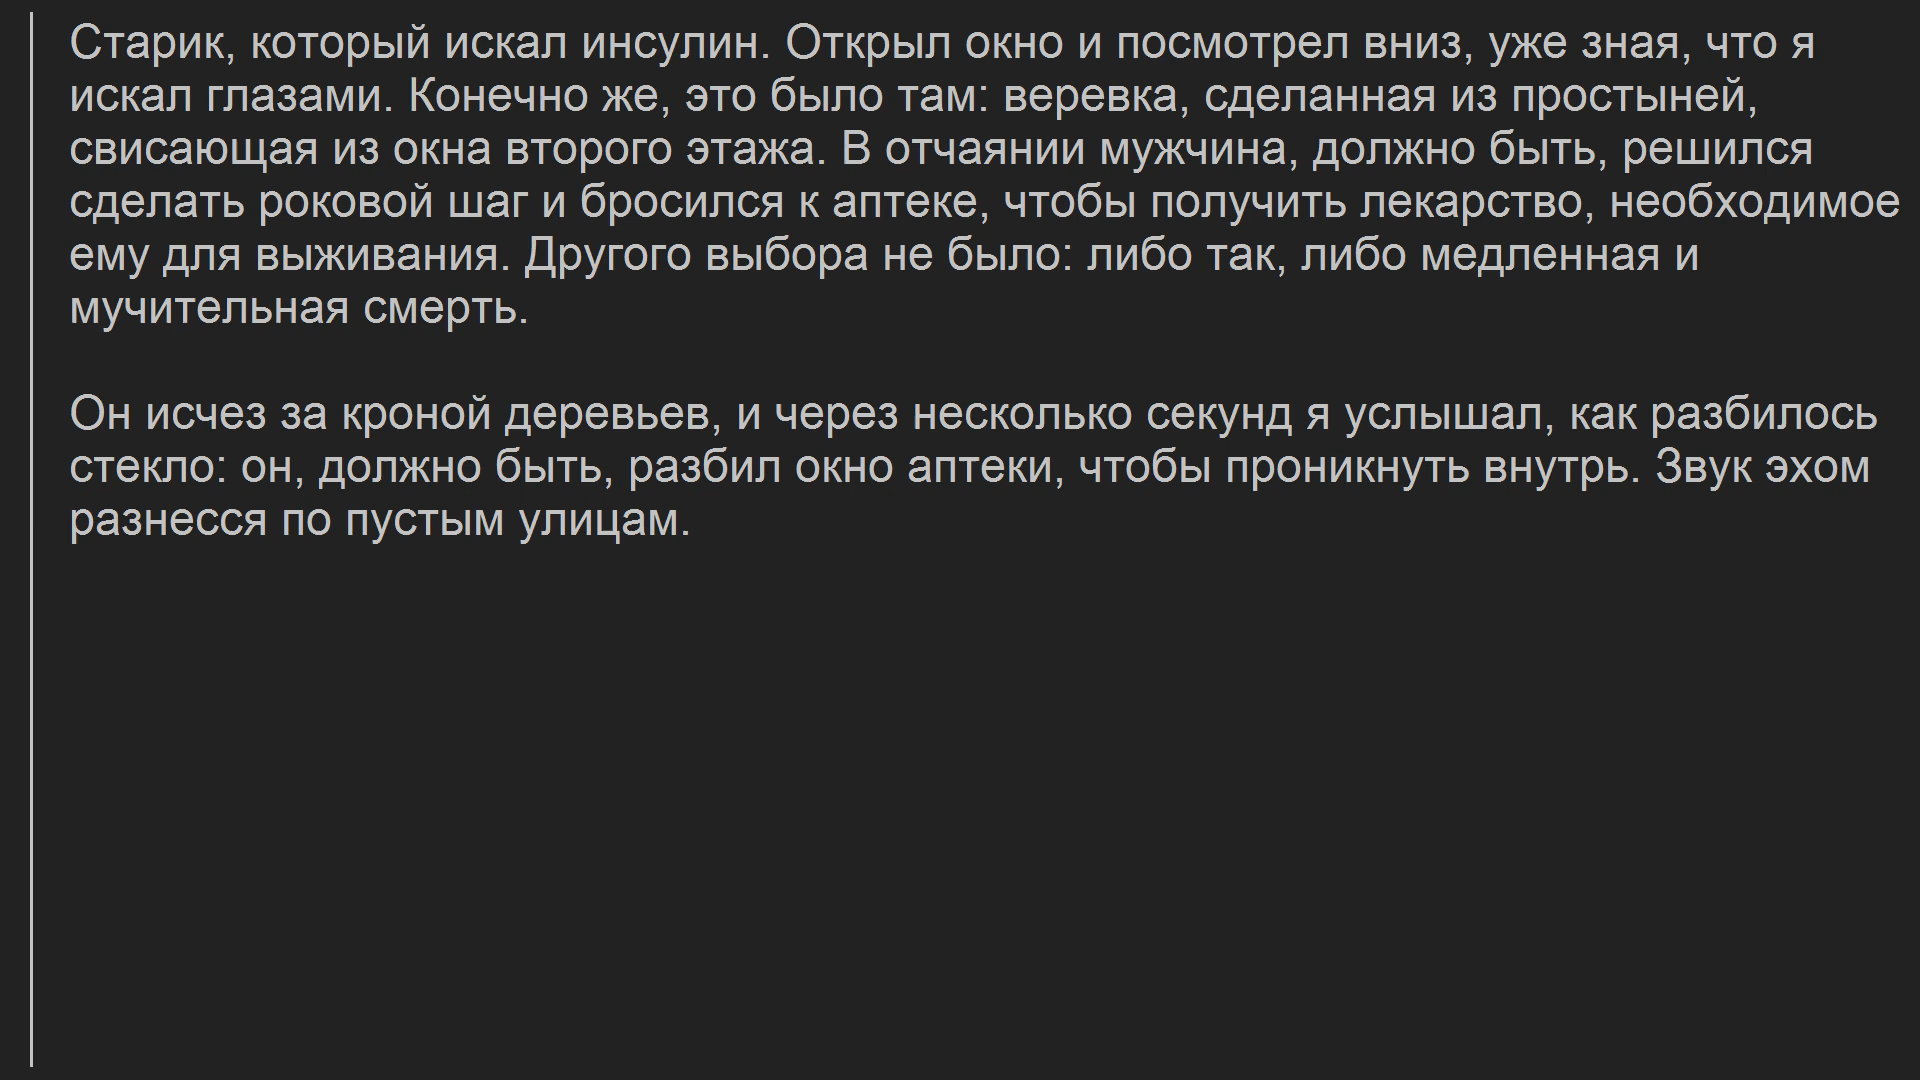 Старик, который искал инсулин. Открыл окно и посмотрел вниз, уже зная, что я
искал глазами. Конечно же, это было там: веревка, сделанная из простыней,
свисающая из окна второго этажа. В отчаянии мужчина, должно быть, решился
сделать роковой шаг и бросился к аптеке, чтобы получить лекарство, необходимое
ему для выживания. Другого выбора не было: либо так, либо медленная и
мучительная смерть.
Он исчез за кроной деревьев, и через несколько секунд я услышал, как разбилось
стекло: он, должно быть, разбил окно аптеки, чтобы проникнуть внутрь. Звук эхом
разнесся по пустым улицам.